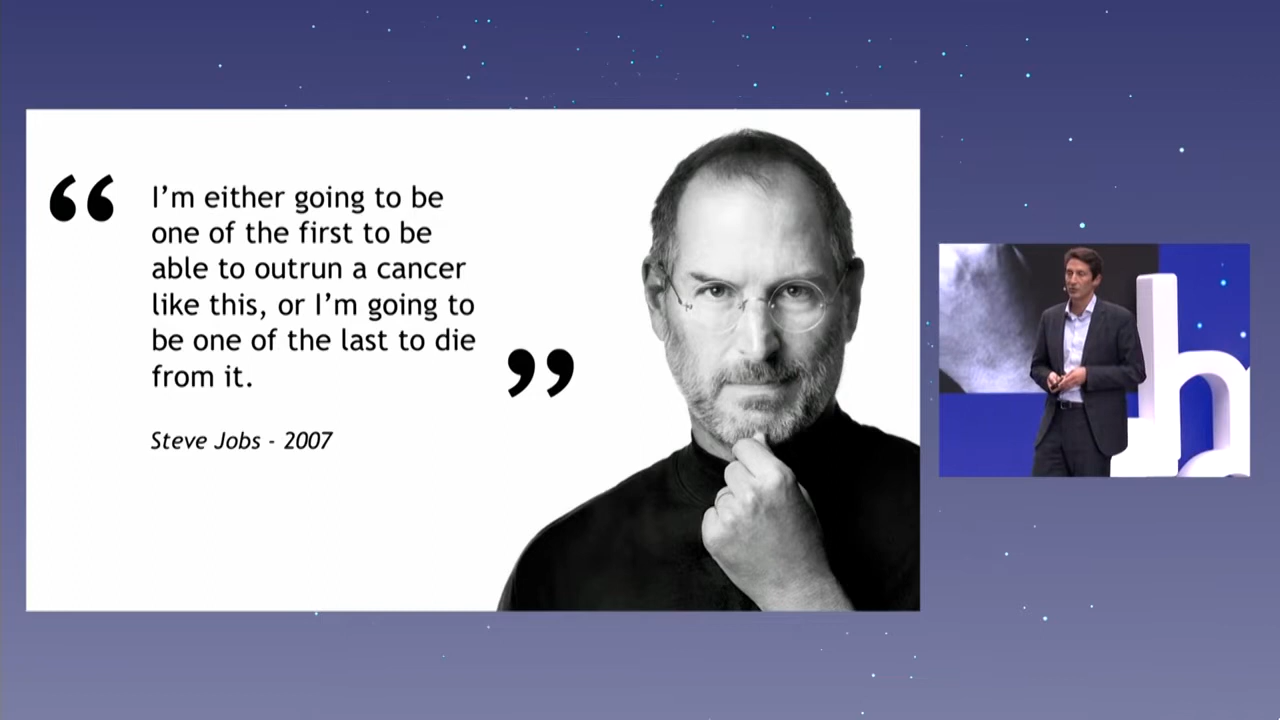 “ I’m either going to be
one of the first to be
able to outrun a cancer
like this, or I’m going to
be one of the last to die
from it. ”
Steve Jobs - 2007
h